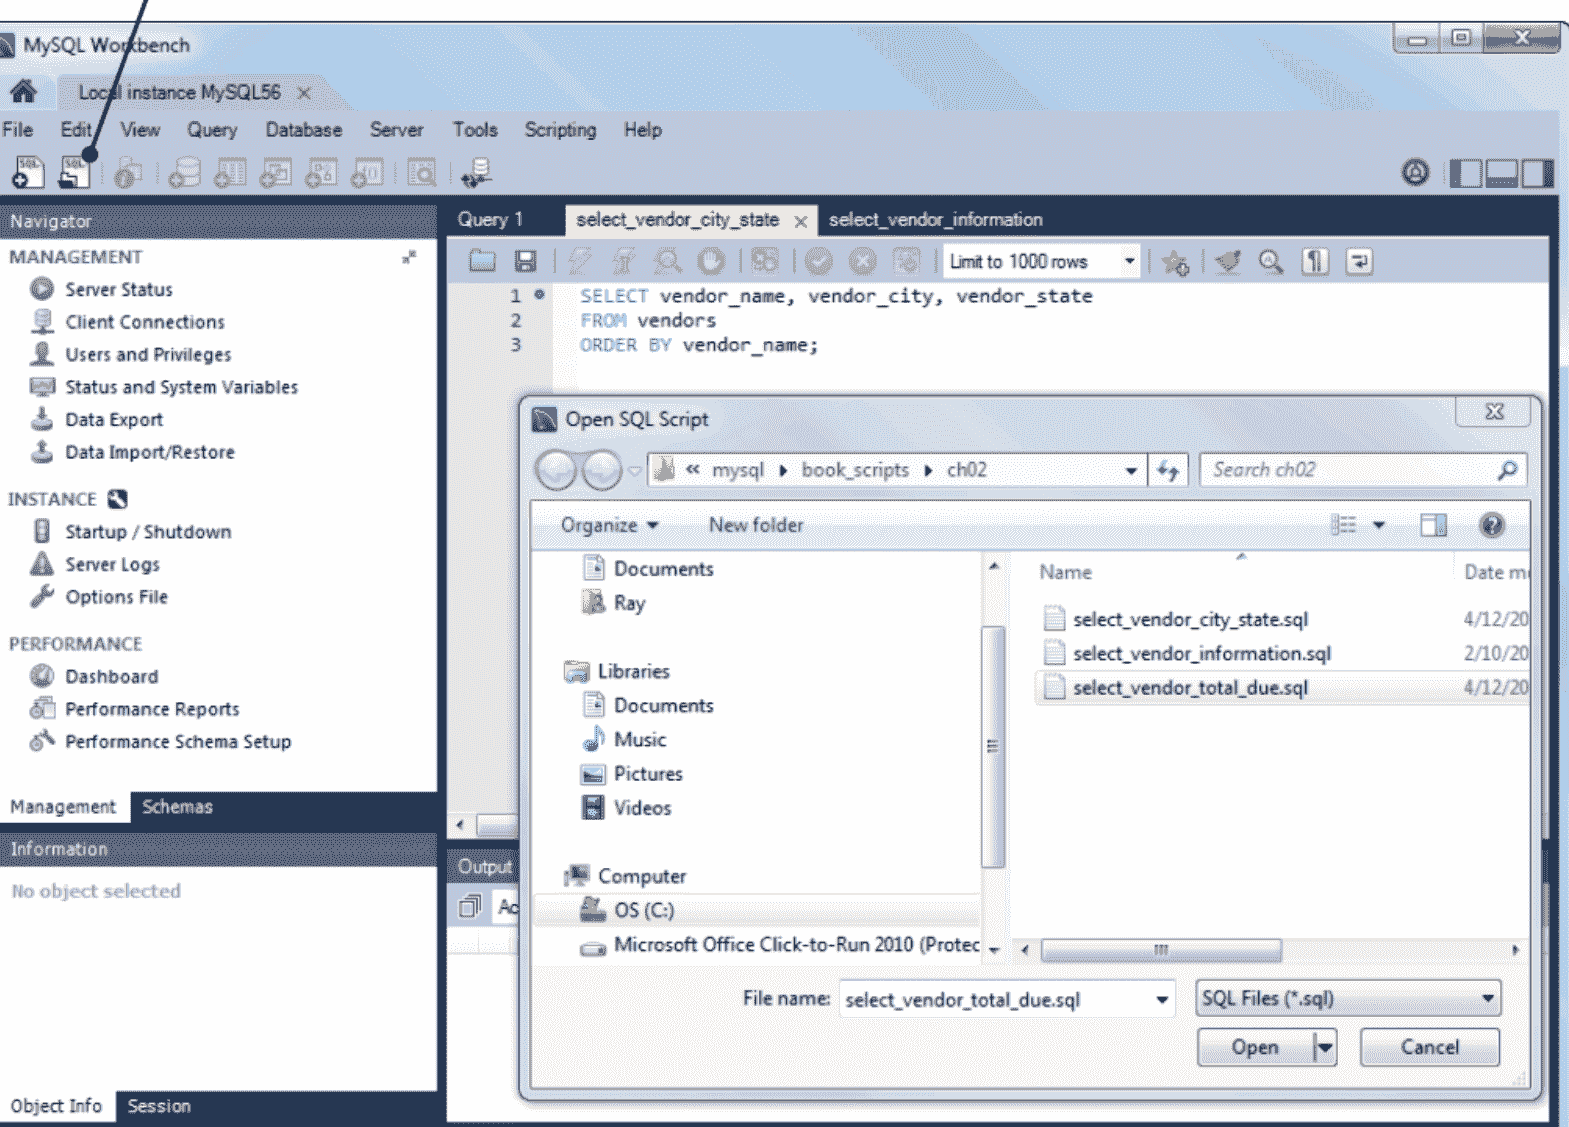 MySQL Workbench
Local instance MySQL56
File Edit View Query Database Server Tools Scripting Help
SQL SQL
Navigator
MANAGEMENT
Server Status
Client Connections
Users and Privileges
Status and System Variables
Data Export
Data Import/Restore
INSTANCE
Startup / Shutdown
Server Logs
Options File
PERFORMANCE
Dashboard
Performance Reports
Performance Schema Setup
Management Schemas
Information
No object selected
Object Info Session
Query 1 select_vendor_city_state select_vendor_information
Limit to 1000 rows
1 SELECT vendor_name, vendor_city, vendor_state
2 FROM vendors
3 ORDER BY vendor_name;
Output
Ac
Open SQL Script
« mysql book_scripts ch02 Search ch02
Organize New folder
Documents
Ray
Libraries
Documents
Music
Pictures
Videos
Computer
OS (C:)
Microsoft Office Click-to-Run 2010 (Protec
Name Date m
select_vendor_city_state.sql 4/12/20
select_vendor_information.sql 2/10/20
select_vendor_total_due.sql 4/12/20
File name: select_vendor_total_due.sql SQL Files (*.sql)
Open Cancel